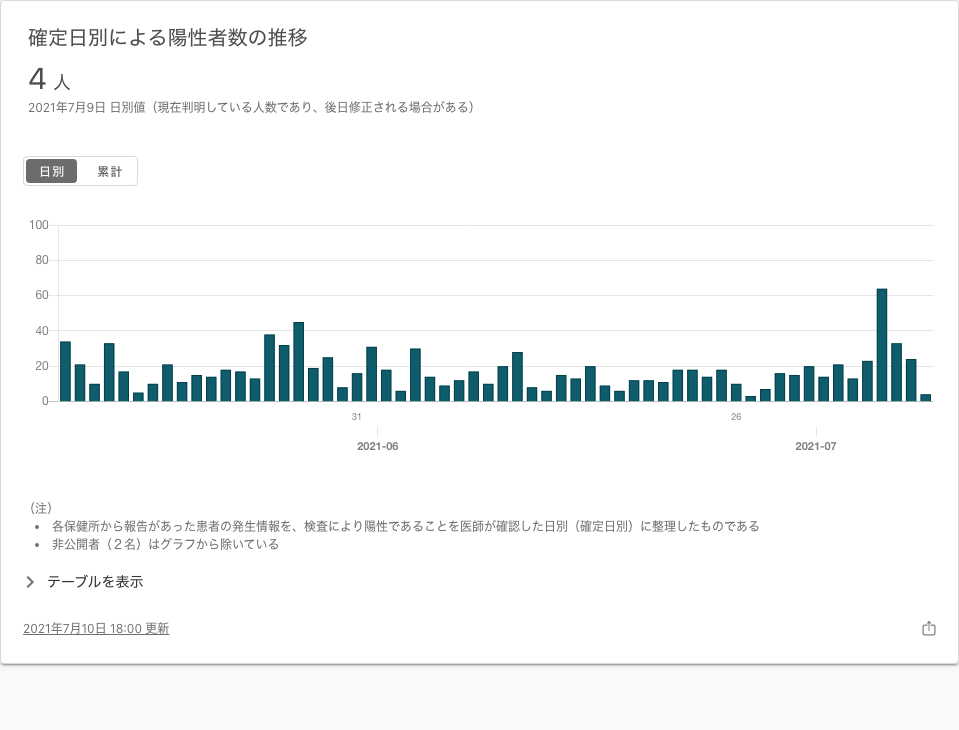 確定日別による陽性者数の推移
4 人
2021年7月9日 日別値（現在判明している人数であり、後日修正される場合がある）
日別 累計
100
80
60
40
20
0
31 26
2021-06 2021-07
（注）
• 各保健所から報告があった患者の発生情報を、検査により陽性であることを医師が確認した日別（確定日別）に整理したものである
• 非公開者（２名）はグラフから除いている
テーブルを表示
2021年7月10日 18:00 更新